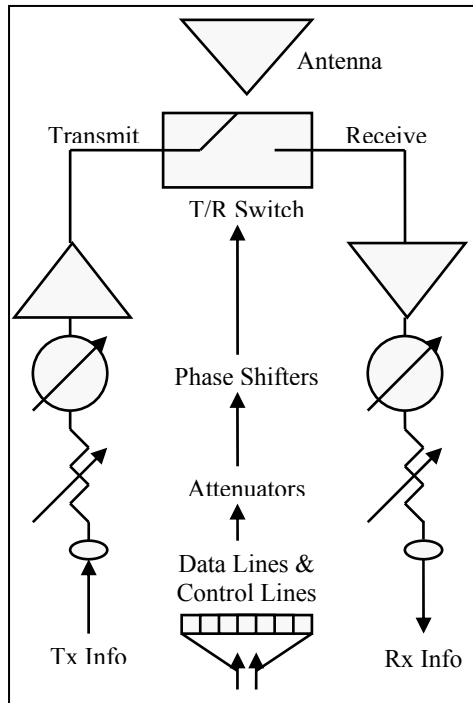 Antenna
Transmit
Receive
T/R Switch
Phase Shifters
Attenuators
Data Lines &
Control Lines
Tx Info
Rx Info